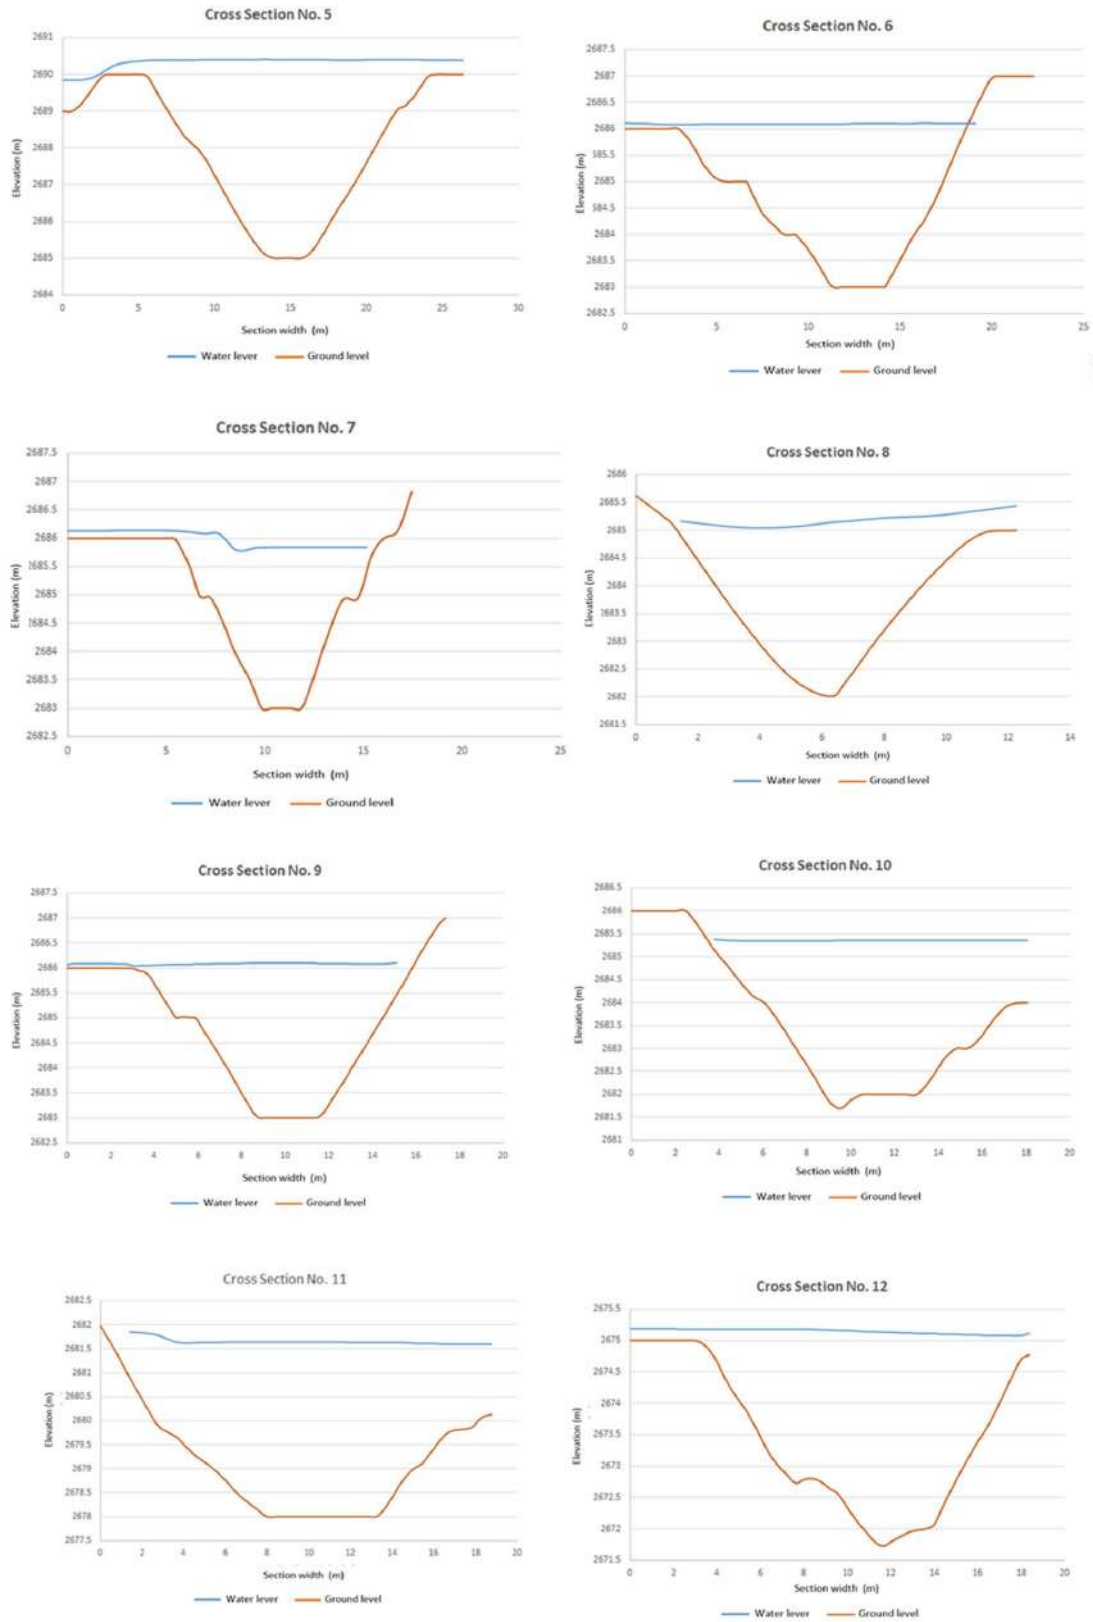 Cross Section No. 5
2691
2690
2689
2688
2687
2686
2685
2684
Elevation (m)
0 5 10 15 20 25 30
Section width (m)
Water lever Ground level
Cross Section No. 6
2687.5
2687
2686.5
2686
585.5
2685
584.5
2684
2683.5
2683
2682.5
Elevation (m)
0 5 10 15 20 25
Section width (m)
Water lever Ground level
Cross Section No. 7
2687.5
2687
2686.5
2686
2685.5
2685
2684.5
2684
2683.5
2683
2682.5
Elevation (m)
0 5 10 15 20 25
Section width (m)
Water lever Ground level
Cross Section No. 8
2686
2685.5
2685
2684.5
2684
2683.5
2683
2682.5
2682
2681.5
Elevation (m)
0 2 4 6 8 10 12 14
Section width (m)
Water lever Ground level
Cross Section No. 9
2687.5
2687
2686.5
2686
2685.5
2685
2684.5
2684
2683.5
2683
2682.5
Elevation (m)
0 2 4 6 8 10 12 14 16 18 20
Section width (m)
Water lever Ground level
Cross Section No. 10
2686.5
2686
2685.5
2685
2684.5
2684
2683.5
2683
2682.5
2682
2681.5
2681
Elevation (m)
0 2 4 6 8 10 12 14 16 18 20
Section width (m)
Water lever Ground level
Cross Section No. 11
2682.5
2682
2681.5
2681
2680.5
2680
2679.5
2679
2678.5
2678
2677.5
Elevation (m)
0 2 4 6 8 10 12 14 16 18 20
Section width (m)
Water lever Ground level
Cross Section No. 12
2675.5
2675
2674.5
2674
2673.5
2673
2672.5
2672
2671.5
Elevation (m)
0 2 4 6 8 10 12 14 16 18 20
Section width (m)
Water lever Ground level